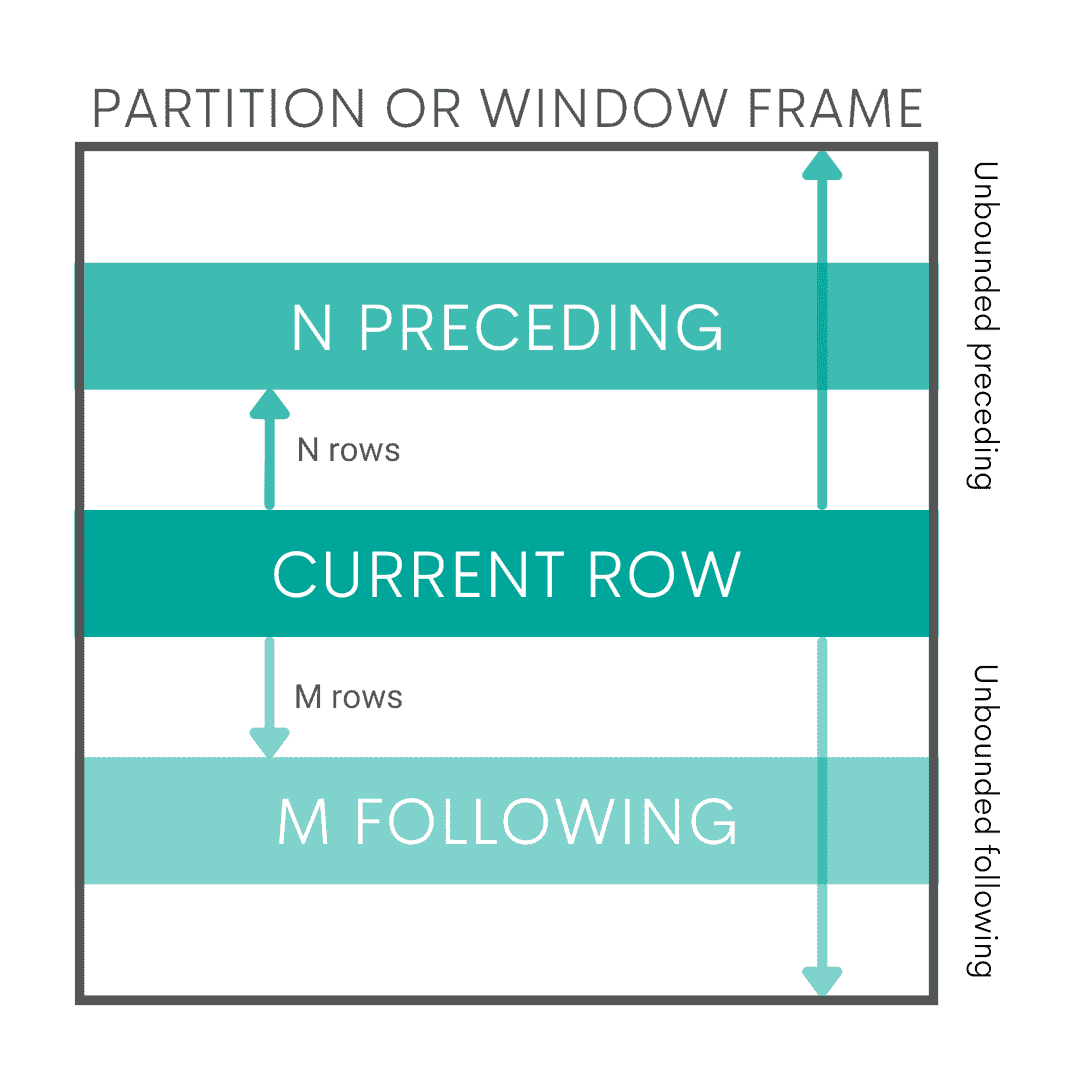 PARTITION OR WINDOW FRAME
Unbounded preceding
N PRECEDING
N rows
CURRENT ROW
M rows
Unbounded following
M FOLLOWING